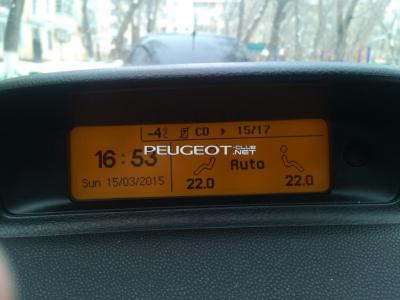 -4°C CD 15/17
PEUGEOT-CLUB.NET
16:53
Auto
Sun 15/03/2015
22.0 22.0